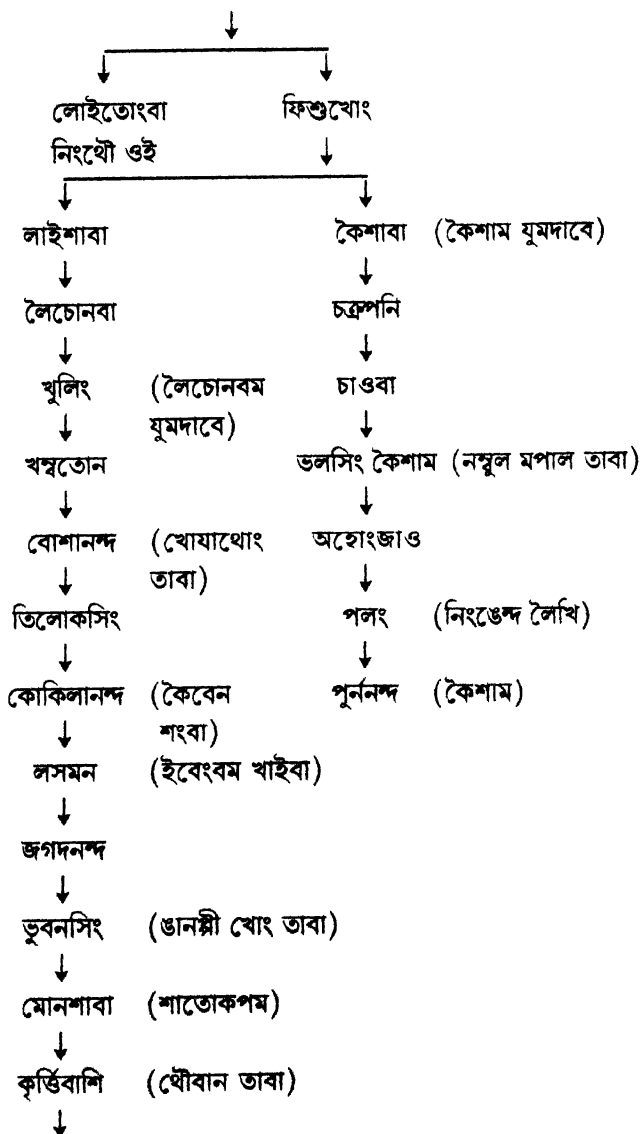 লোইতোংবা ফিশুখোং
নিংথৌ ওই
লাইশাবা কৈশাবা (কৈশাম যুমদাবে)
লৈচোনবা চক্রপনি
খুলিং (লৈচোনবম চাওবা
যুমদাবে)
খম্বতোন ভলসিং কৈশাম (নম্বুল মপাল তাবা)
বোশানন্দ (খোযাথোং অহোংজাও
তাবা)
তিলোকসিং পলং (নিংঙেন্দ লৈখি)
কোকিলানন্দ (কৈবেন পুর্ননন্দ (কৈশাম)
শংবা)
লসমন (ইবেংবম খাইবা)
জগদনন্দ
ভুবনসিং (ঙানপ্পী খোং তাবা)
মোনশাবা (শাতোকপম)
কৃর্ত্তিবাশি (থৌবান তাবা)